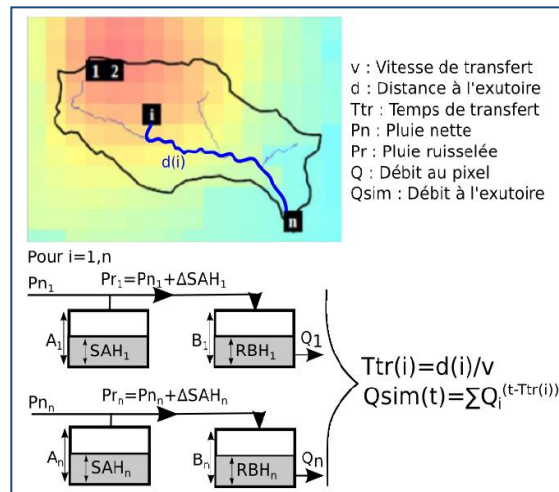 1 2
i
d(i)
n
v : Vitesse de transfert
d : Distance à l'exutoire
Ttr : Temps de transfert
Pn : Pluie nette
Pr : Pluie ruisselée
Q : Débit au pixel
Qsim : Débit à l'exutoire
Pour i=1,n
Pn₁ Pr₁=Pn₁+ΔSAH₁
A₁ SAH₁ B₁ RBH₁ Q₁
Pnₙ Prₙ=Pnₙ+ΔSAHₙ
Aₙ SAHₙ Bₙ RBHₙ Qₙ
Ttr(i)=d(i)/v
Qsim(t)=∑Qᵢ(t-Ttr(i))